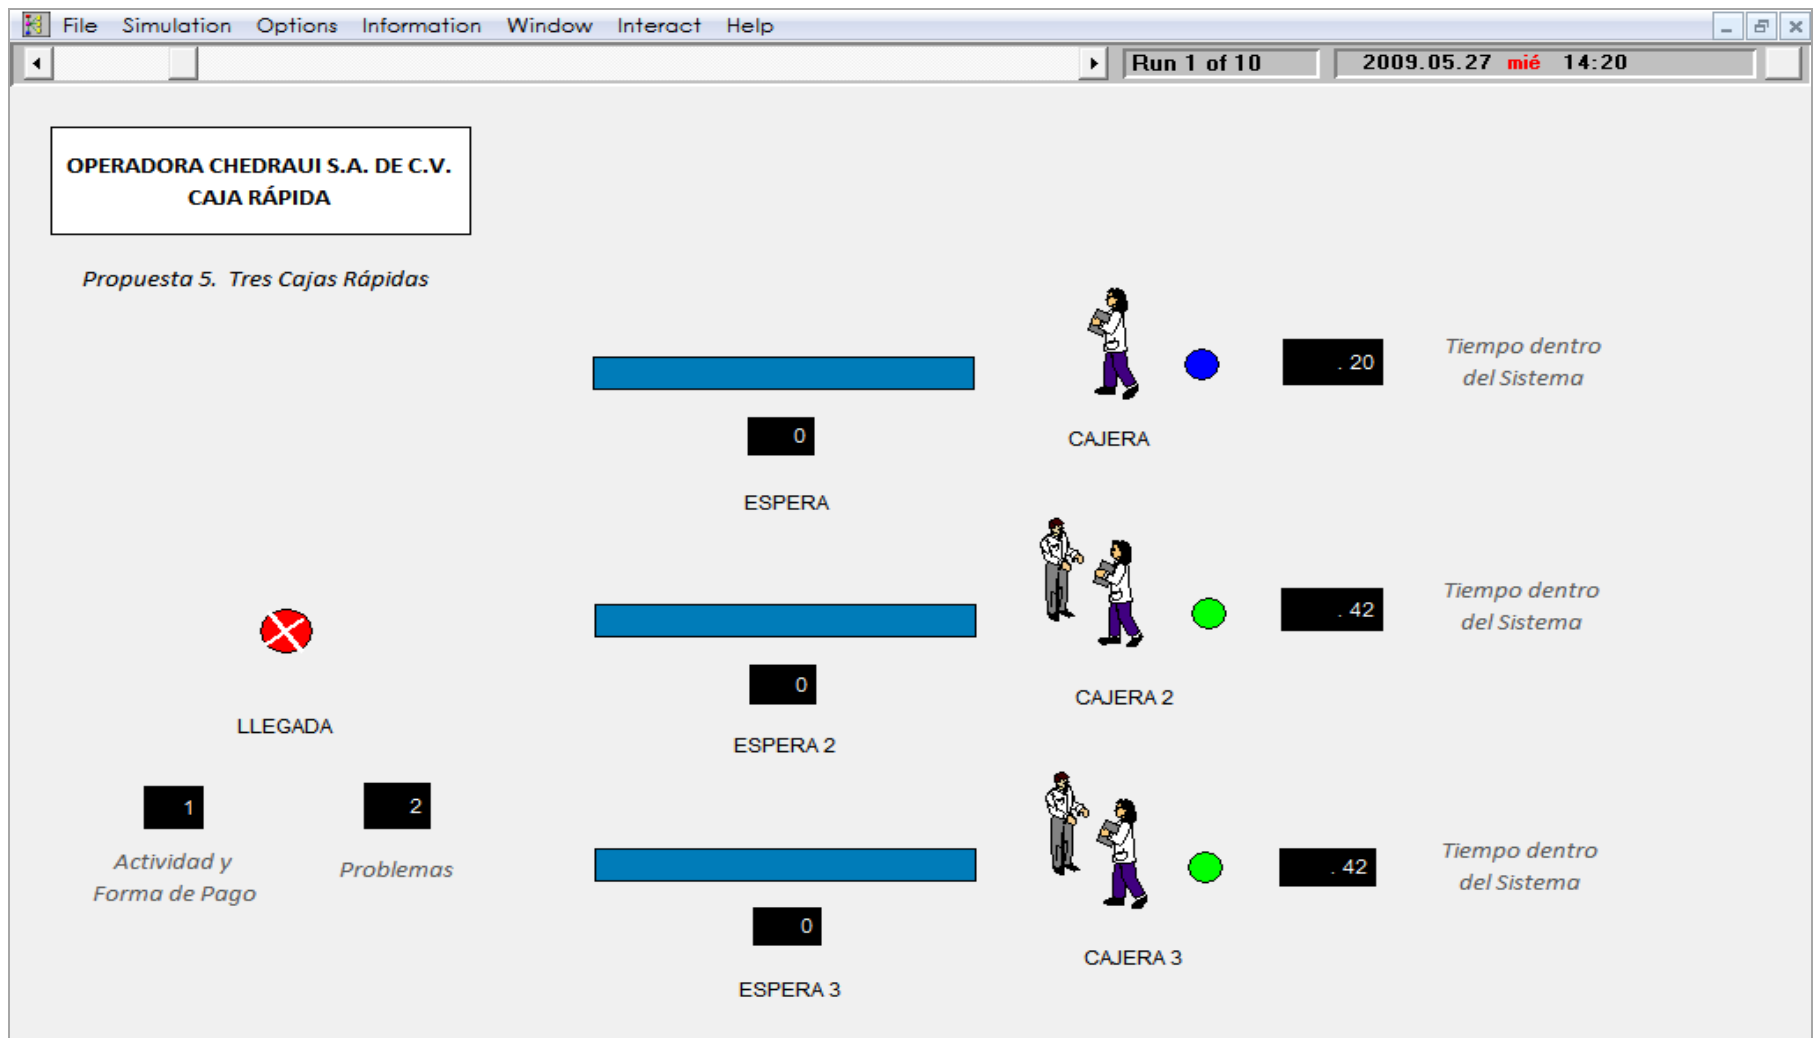 File Simulation Options Information Window Interact Help
Run 1 of 10 2009.05.27 mié 14:20
OPERADORA CHEDRAUI S.A. DE C.V.
CAJA RÁPIDA
Propuesta 5. Tres Cajas Rápidas
. 20
Tiempo dentro
del Sistema
0
CAJERA
ESPERA
. 42
Tiempo dentro
del Sistema
0
CAJERA 2
LLEGADA
ESPERA 2
1
2
Actividad y
Forma de Pago
Problemas
. 42
Tiempo dentro
del Sistema
0
CAJERA 3
ESPERA 3